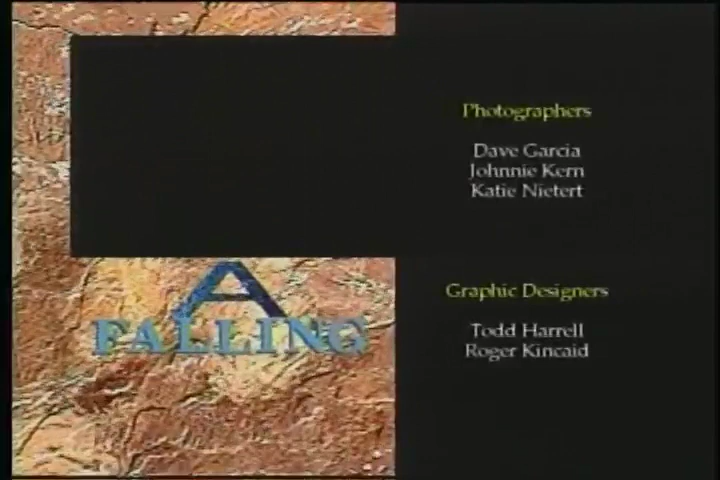 Photographers
Dave Garcia
Johnnie Kern
Katie Nietert
Graphic Designers
Todd Harrell
Roger Kincaid
A
FALLING